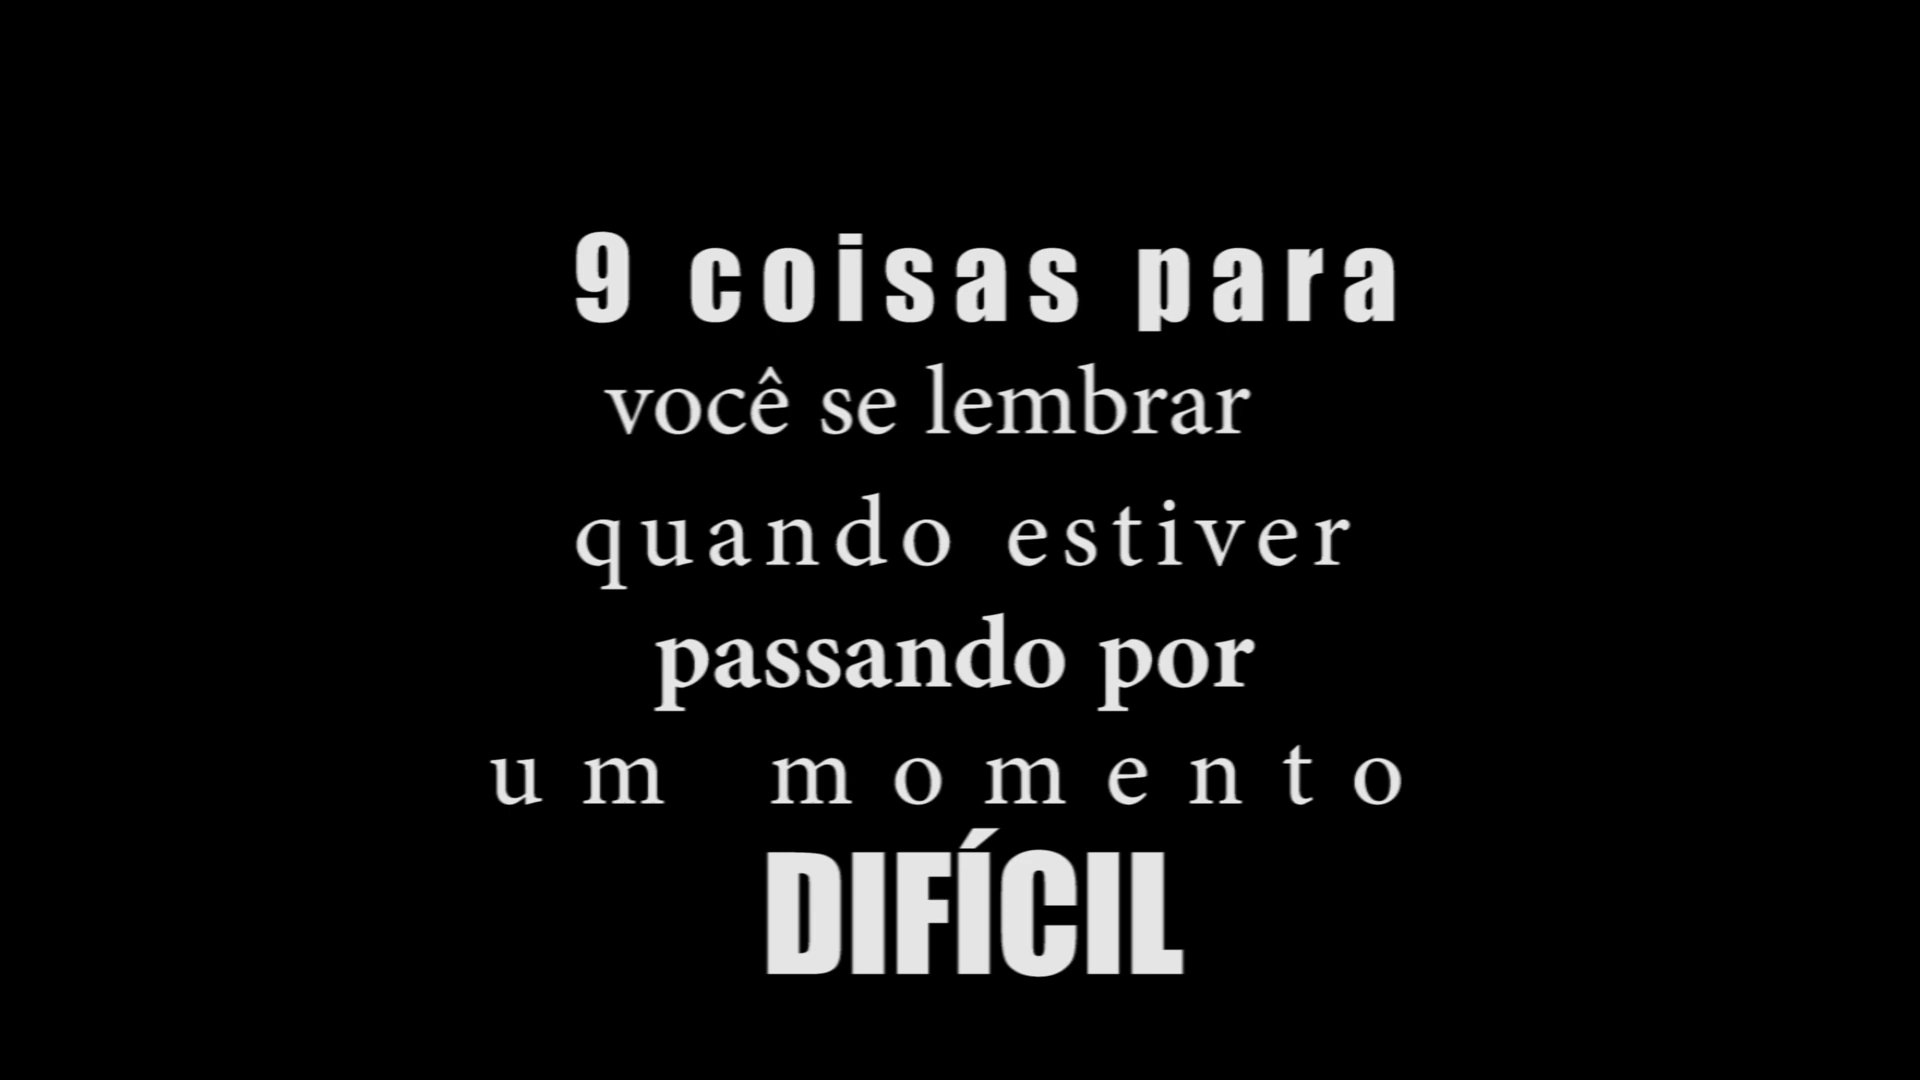 9 coisas para
você se lembrar
quando estiver
passando por
um momento
DIFÍCIL